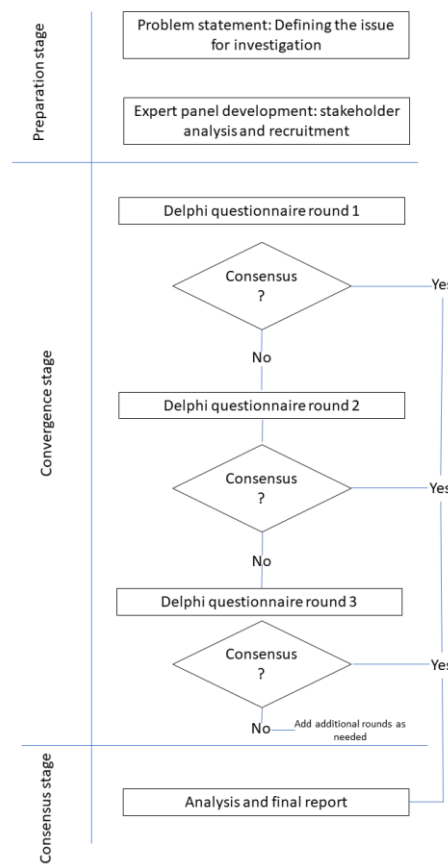 Preparation stage
Problem statement: Defining the issue
for investigation
Expert panel development: stakeholder
analysis and recruitment
Convergence stage
Delphi questionnaire round 1
Consensus
?
Yes
No
Delphi questionnaire round 2
Consensus
?
Yes
No
Delphi questionnaire round 3
Consensus
?
Yes
No
Add additional rounds as
needed
Consensus stage
Analysis and final report